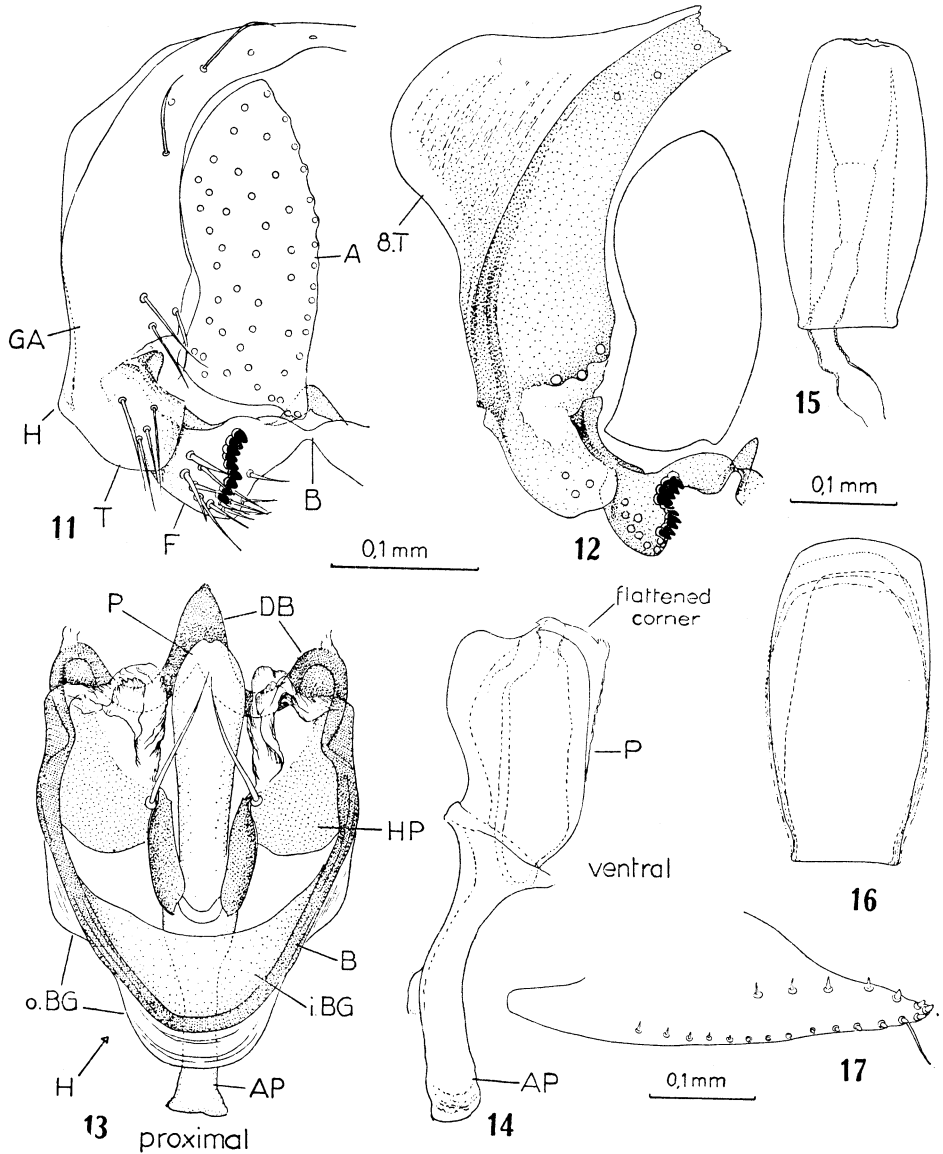 8.T
A
GA
H
T
F
B
11
12
15
0,1 mm
0,1 mm
P
DB
flattened
corner
P
HP
ventral
B
o.BG
i.BG
H
AP
AP
13
proximal
14
16
17
0,1 mm